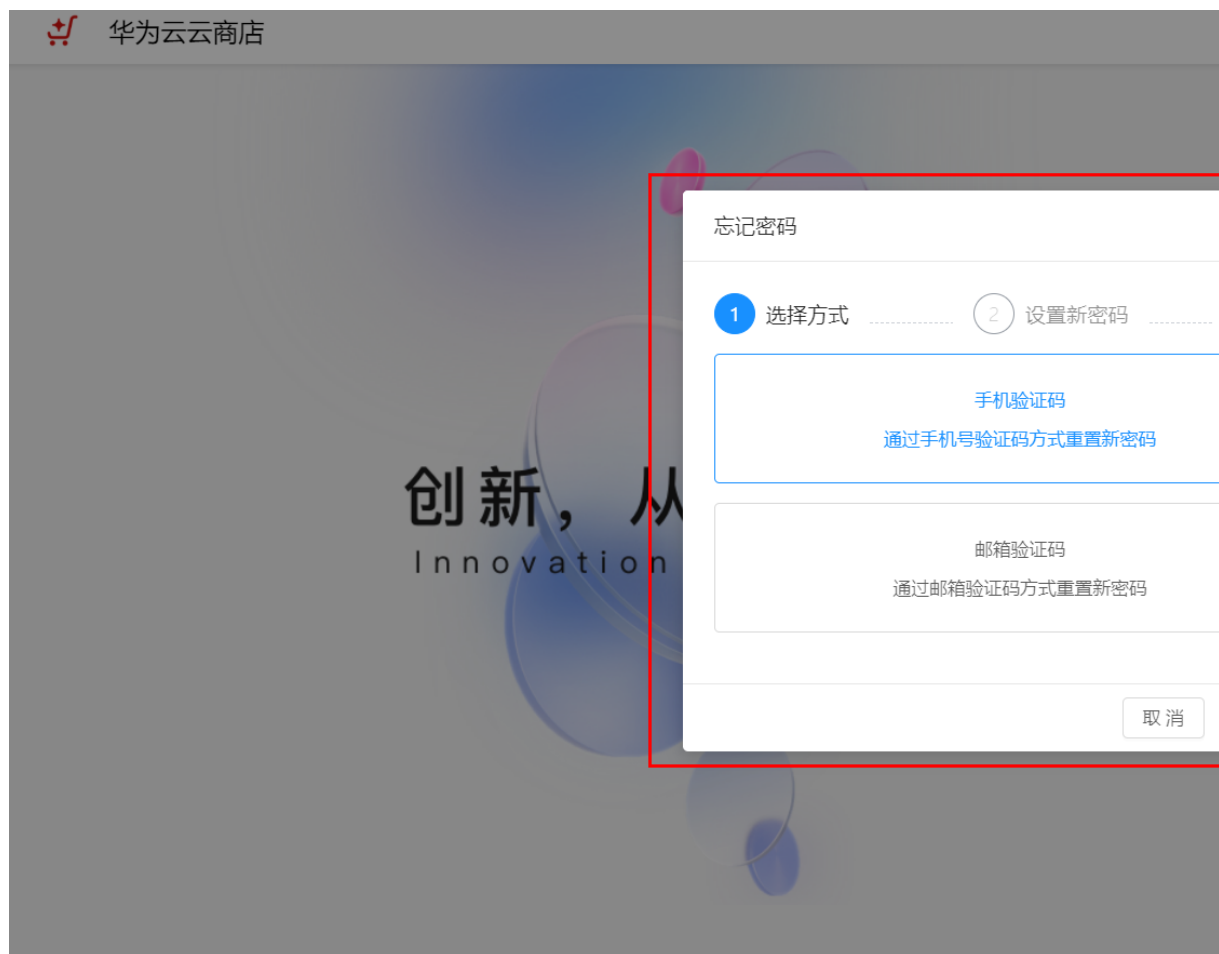 华为云云商店
忘记密码
1 选择方式 2 设置新密码
手机验证码
通过手机号验证码方式重置新密码
创新，从
Innovation
邮箱验证码
通过邮箱验证码方式重置新密码
取 消